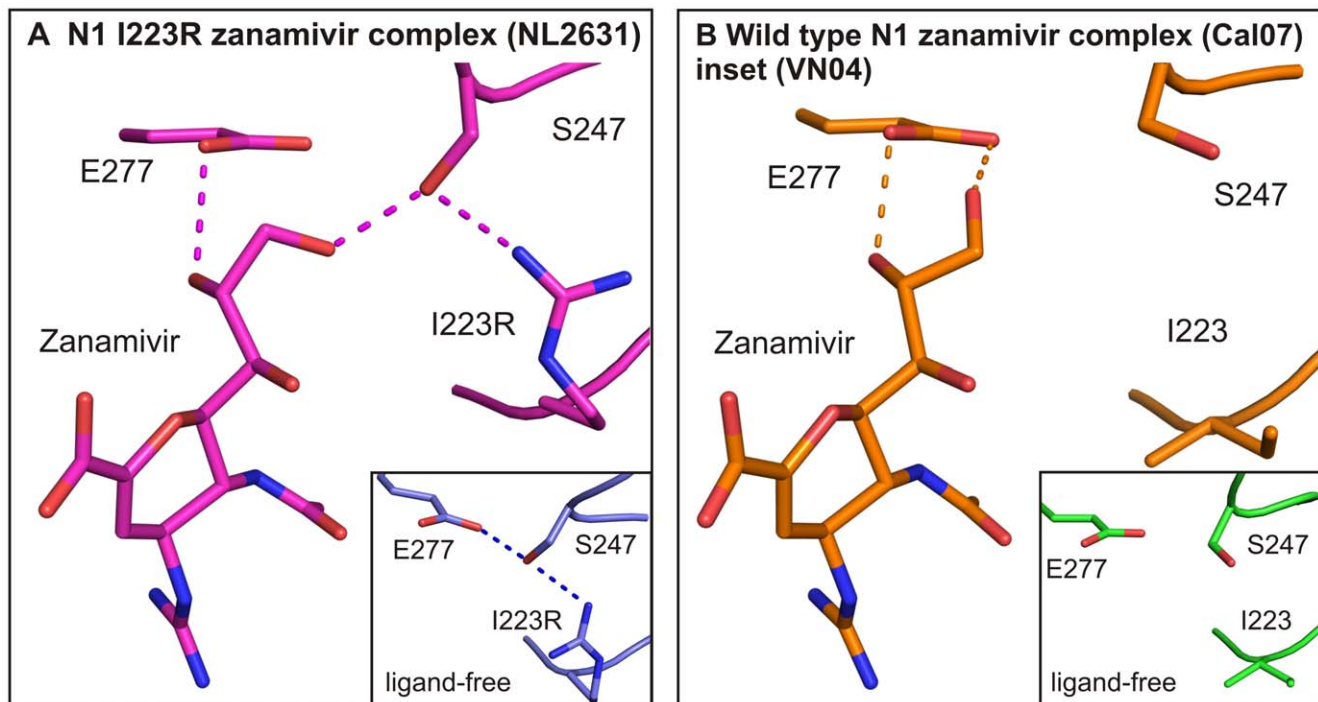 A N1 I223R zanamivir complex (NL2631)
E277
S247
Zanamivir
I223R
E277
S247
I223R
ligand-free
B Wild type N1 zanamivir complex (Cal07)
inset (VN04)
E277
S247
Zanamivir
I223
E277
S247
I223
ligand-free